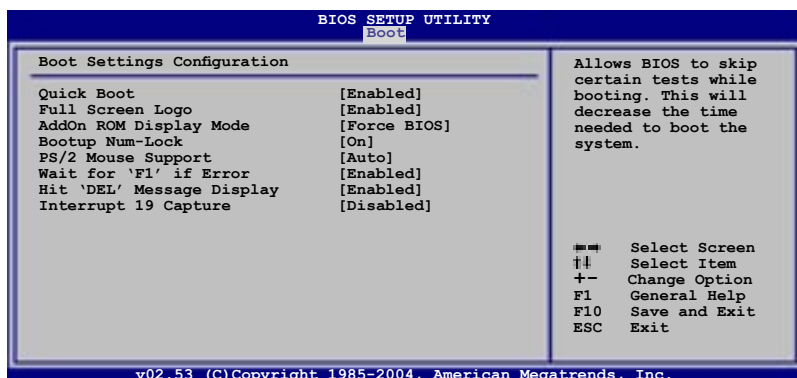 BIOS SETUP UTILITY
Boot
Boot Settings Configuration
Quick Boot [Enabled]
Full Screen Logo [Enabled]
AddOn ROM Display Mode [Force BIOS]
Bootup Num-Lock [On]
PS/2 Mouse Support [Auto]
Wait for ‘F1’ if Error [Enabled]
Hit ‘DEL’ Message Display [Enabled]
Interrupt 19 Capture [Disabled]
Allows BIOS to skip
certain tests while
booting. This will
decrease the time
needed to boot the
system.
←→ Select Screen
↑↓ Select Item
+- Change Option
F1 General Help
F10 Save and Exit
ESC Exit
v02.53 (C)Copyright 1985-2004, American Megatrends, Inc.